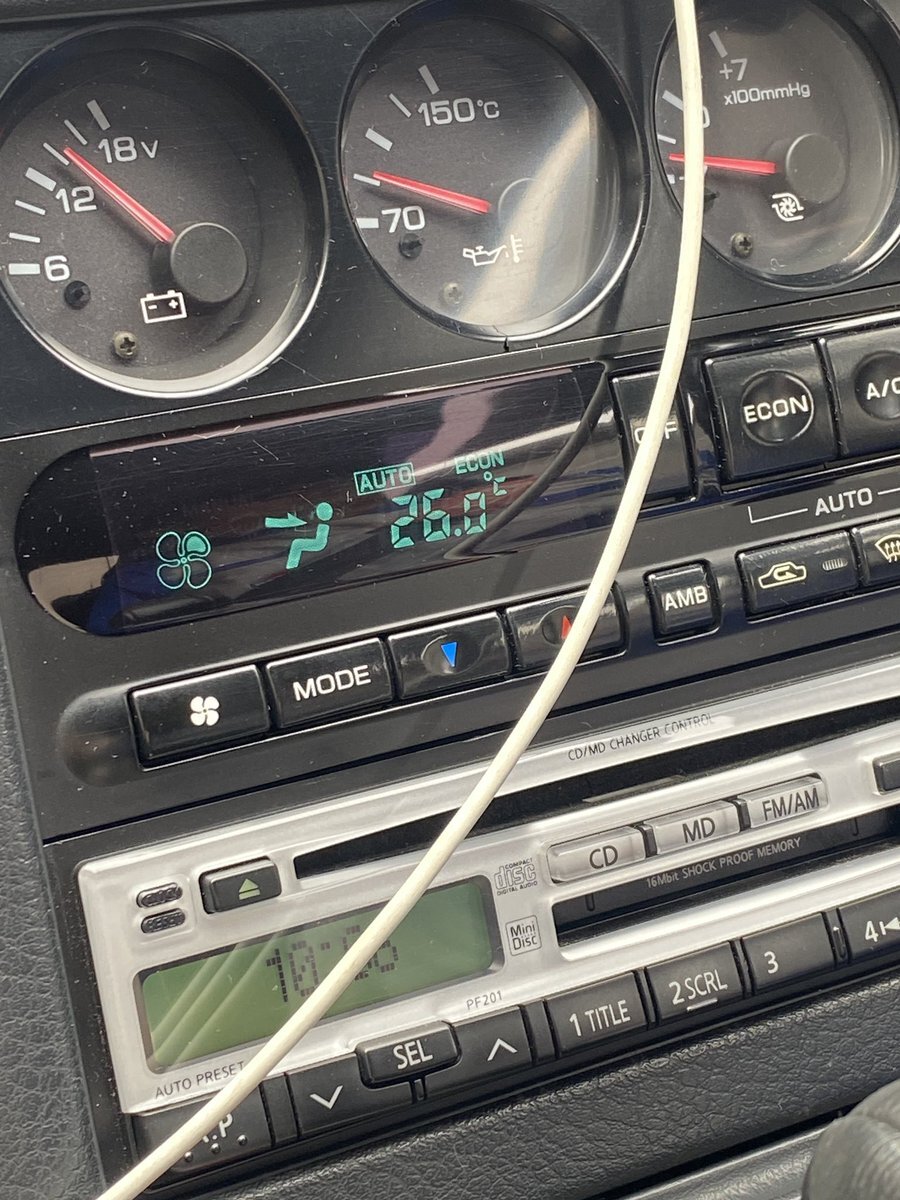 18V
12
6
150°C
70
+7
x100mmHg
AUTO ECON
26.0°C
ECON
AUTO
AMB
MODE
CD/MD CHANGER CONTROL
CD MD FM/AM
16Mbit SHOCK PROOF MEMORY
COMPACT
disc
DIGITAL AUDIO
Mini
Disc
PF201
1 TITLE 2 SCRL 3 4
SEL
AUTO PRESET